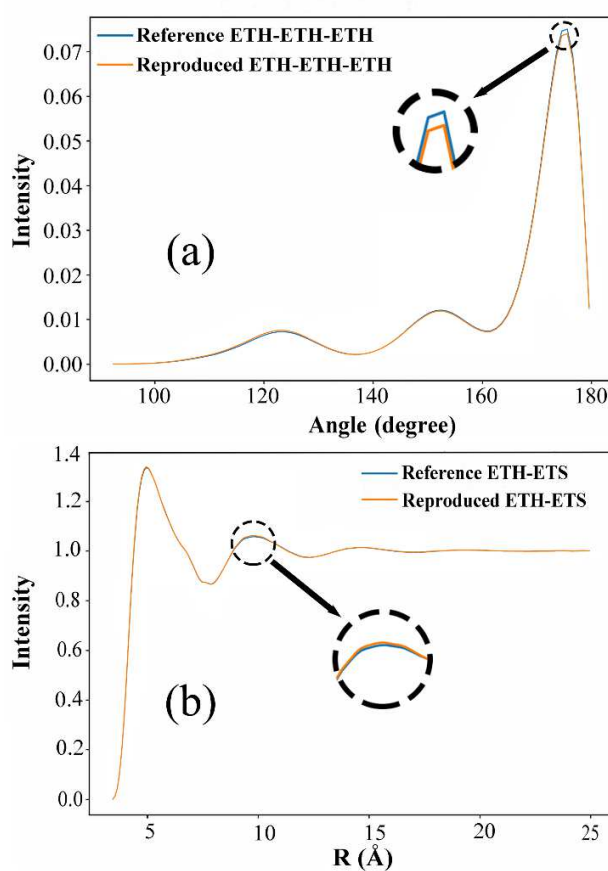 Reference ETH-ETH-ETH
Reproduced ETH-ETH-ETH
0.07
0.06
0.05
0.04
0.03
0.02
0.01
0.00
Intensity
(a)
100 120 140 160 180
Angle (degree)
Reference ETH-ETS
Reproduced ETH-ETS
1.4
1.2
1.0
0.8
0.6
0.4
0.2
0.0
Intensity
(b)
5 10 15 20 25
R (Å)